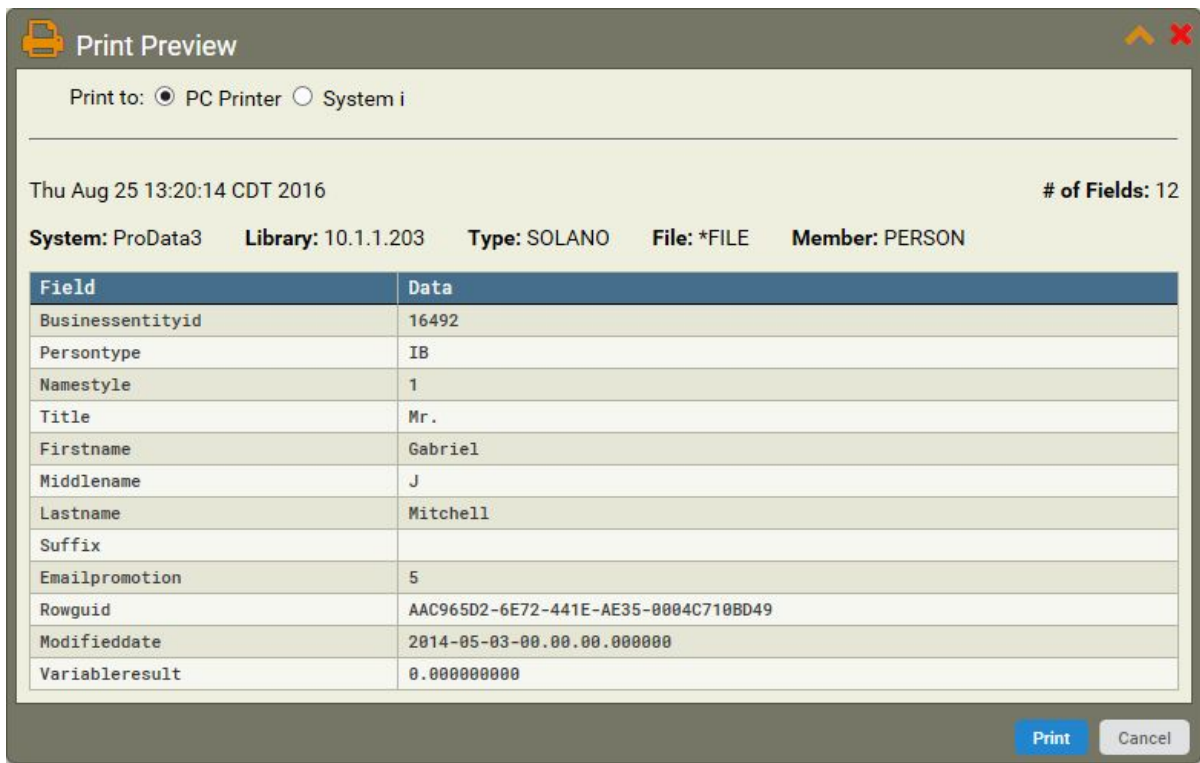 Print Preview
Print to: PC Printer System i
Thu Aug 25 13:20:14 CDT 2016 # of Fields: 12
System: ProData3 Library: 10.1.1.203 Type: SOLANO File: *FILE Member: PERSON
Field Data
Businessentityid 16492
Persontype IB
Namestyle 1
Title Mr.
Firstname Gabriel
Middlename J
Lastname Mitchell
Suffix
Emailpromotion 5
Rowguid AAC965D2-6E72-441E-AE35-0004C710BD49
Modifieddate 2014-05-03-00.00.00.000000
Variableresult 0.000000000
Print Cancel